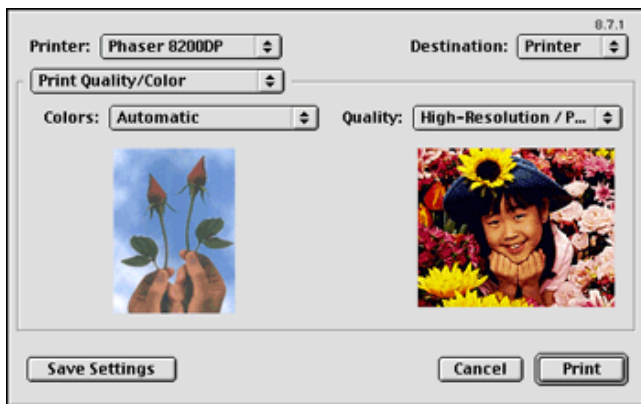 8.7.1
Printer: Phaser 8200DP
Destination: Printer
Print Quality/Color
Colors: Automatic
Quality: High-Resolution / P...
Save Settings
Cancel
Print